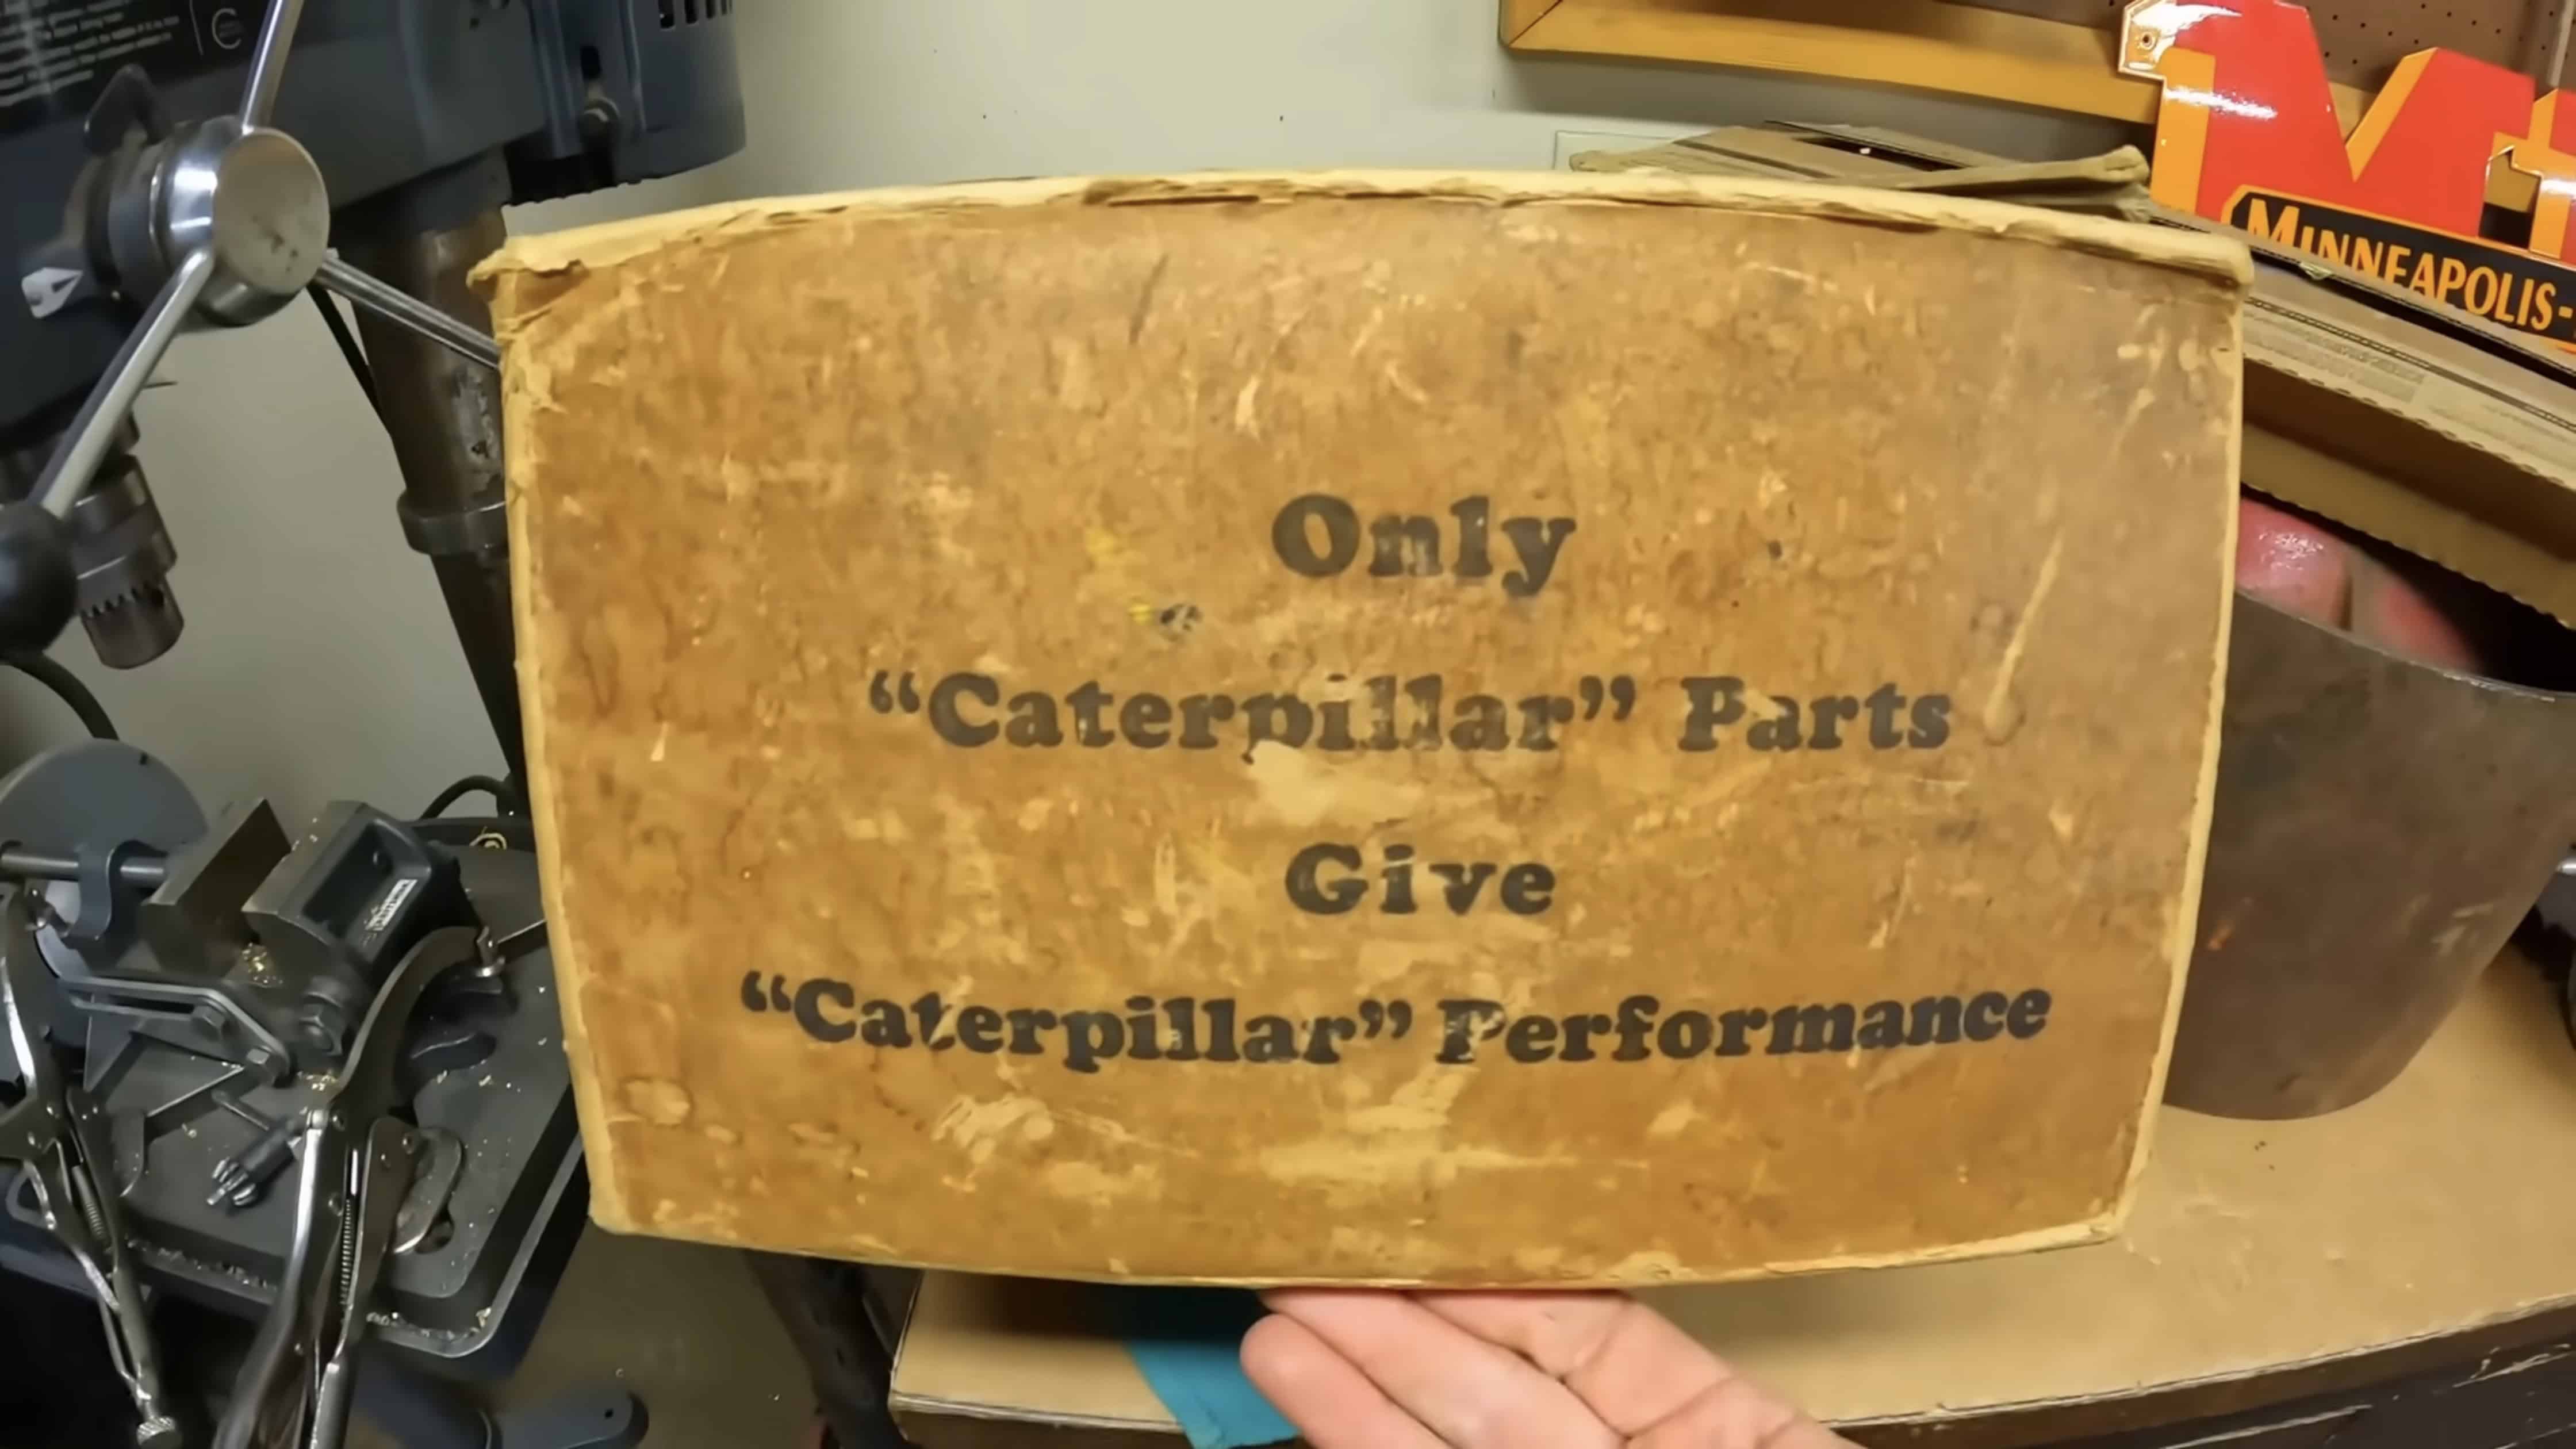 Only
“Caterpillar” Parts
Give
“Caterpillar” Performance
MINNEAPOLIS-